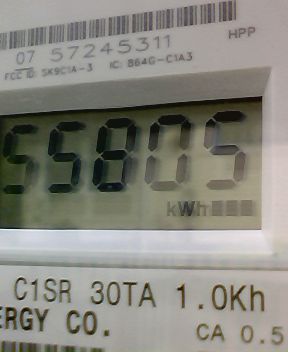 07 57245311
HPP
FCC ID: SK9C1A-3 IC: 864G-C1A3
55805
kWh
C1SR 30TA 1.0Kh
ERGY CO.
CA 0.5